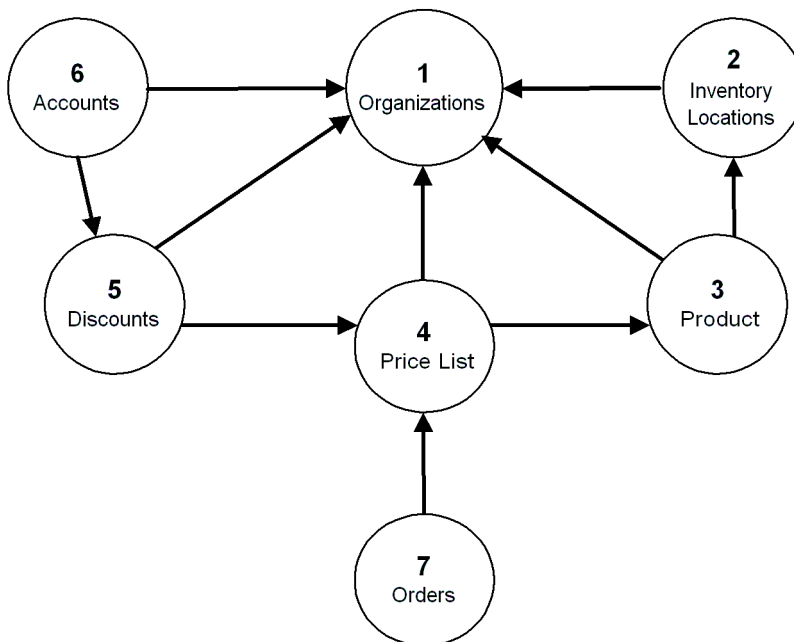 6
Accounts
1
Organizations
2
Inventory
Locations
5
Discounts
4
Price List
3
Product
7
Orders